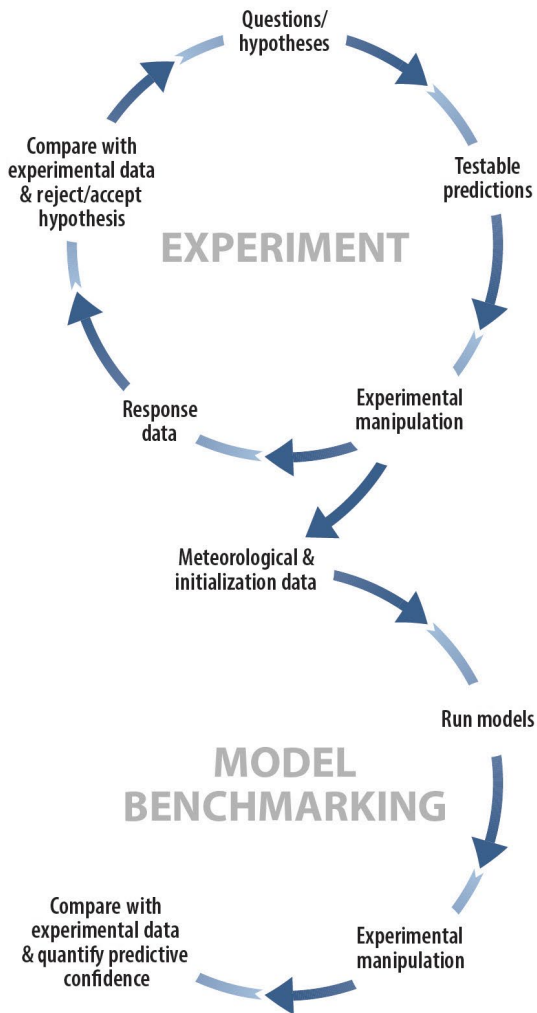 Questions/
hypotheses
Testable
predictions
Experimental
manipulation
Response
data
Compare with
experimental data
& reject/accept
hypothesis
EXPERIMENT
Meteorological &
initialization data
Run models
Experimental
manipulation
Compare with
experimental data
& quantify predictive
confidence
MODEL
BENCHMARKING